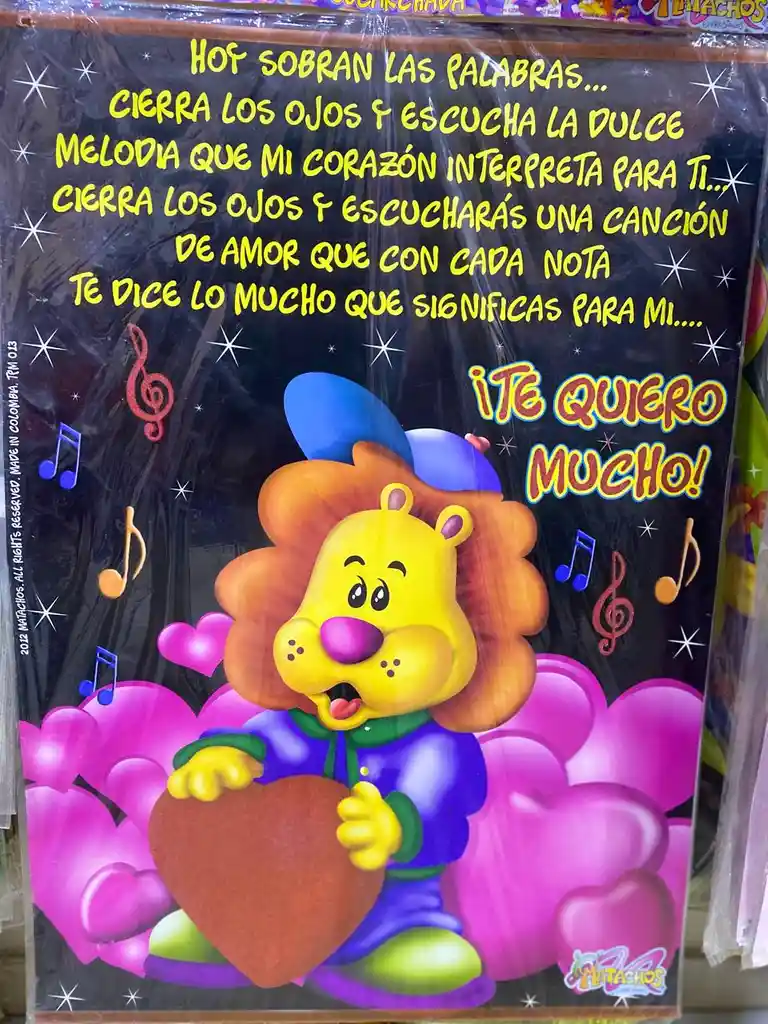 MATACHOS
HOY SOBRAN LAS PALABRAS...
CIERRA LOS OJOS Y ESCUCHA LA DULCE
MELODIA QUE MI CORAZÓN INTERPRETA PARA TI...
CIERRA LOS OJOS Y ESCUCHARÁS UNA CANCIÓN
DE AMOR QUE CON CADA NOTA
TE DICE LO MUCHO QUE SIGNIFICAS PARA MI....
¡TE QUIERO
MUCHO!
2012 MATACHOS. ALL RIGHTS RESERVED. MADE IN COLOMBIA. TPM 013
MATACHOS